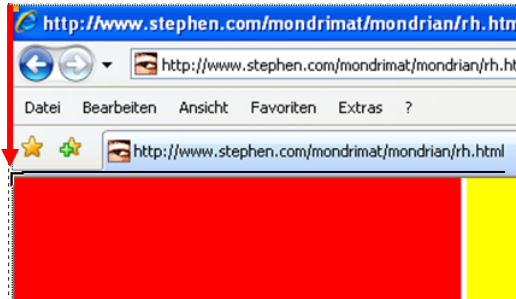 http://www.stephen.com/mondrimat/mondrian/rh.htm
http://www.stephen.com/mondrimat/mondrian/rh.ht
Datei Bearbeiten Ansicht Favoriten Extras ?
http://www.stephen.com/mondrimat/mondrian/rh.html